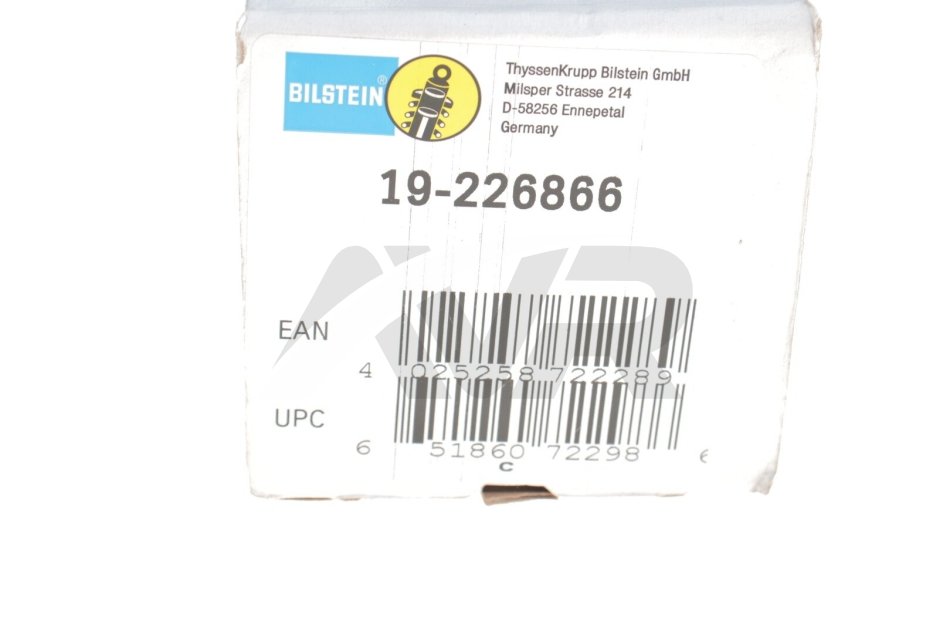 BILSTEIN®
ThyssenKrupp Bilstein GmbH
Milsper Strasse 214
D-58256 Ennepetal
Germany
19-226866
AVR
EAN
4 025258 722289
UPC
6 51860 72298
c